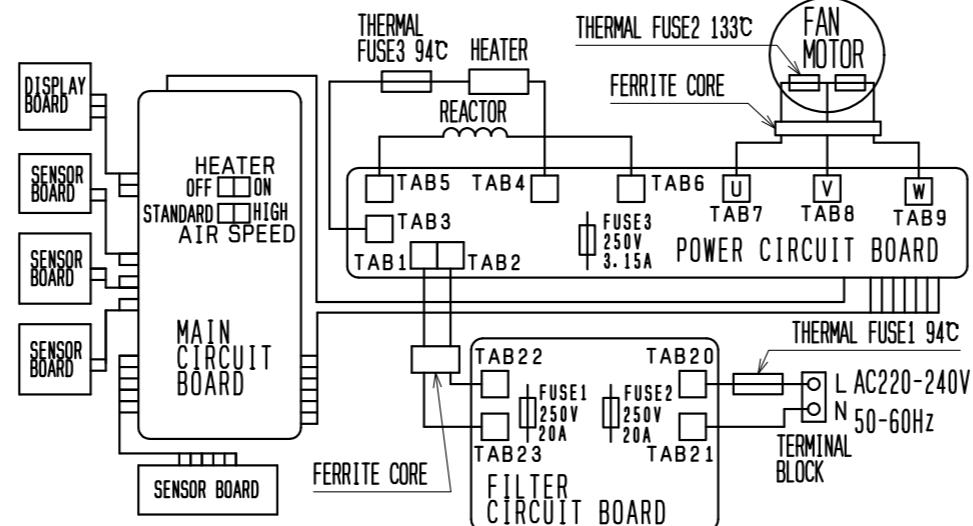 THERMAL
FUSE3 94℃
HEATER
THERMAL FUSE2 133℃
FAN
MOTOR
FERRITE CORE
REACTOR
DISPLAY
BOARD
SENSOR
BOARD
SENSOR
BOARD
SENSOR
BOARD
HEATER
OFF ON
STANDARD HIGH
AIR SPEED
MAIN
CIRCUIT
BOARD
TAB5
TAB4
TAB6
U
V
W
TAB7
TAB8
TAB9
TAB3
TAB1
TAB2
FUSE3
250V
3.15A
POWER CIRCUIT BOARD
THERMAL FUSE1 94℃
TAB22
TAB20
FUSE1
250V
20A
FUSE2
250V
20A
L AC220-240V
N 50-60Hz
TERMINAL
BLOCK
TAB23
TAB21
FERRITE CORE
FILTER
CIRCUIT BOARD
SENSOR BOARD